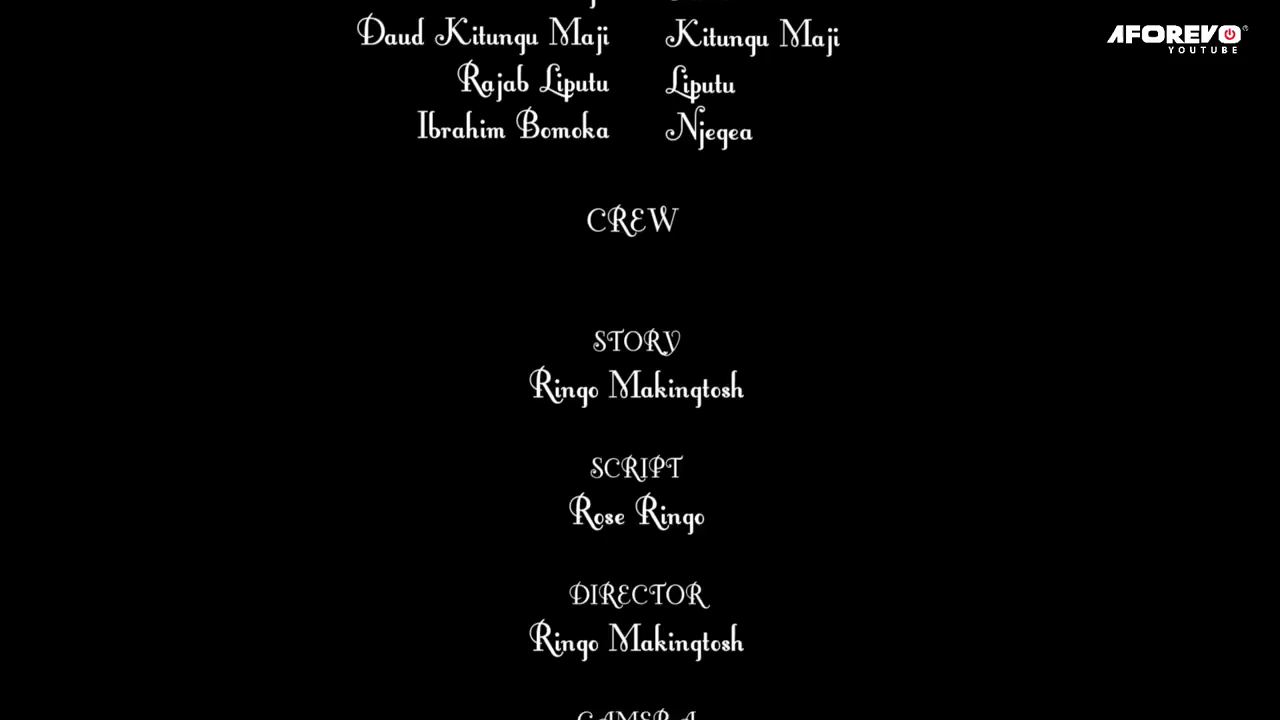 AFOREVO
YOUTUBE
Daud Kitungu Maji Kitungu Maji
Rajab Liputu Liputu
Ibrahim Bomoka Njegea
CREW
STORY
Ringo Makingtosh
SCRIPT
Rose Ringo
DIRECTOR
Ringo Makingtosh